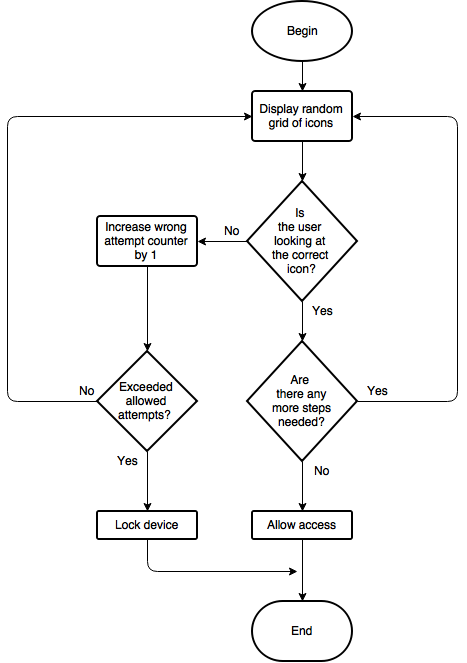 Begin
Display random
grid of icons
Is
the user
looking at
the correct
icon?
No
Increase wrong
attempt counter
by 1
Yes
Exceeded
allowed
attempts?
No
Are
there any
more steps
needed?
Yes
Yes
No
Lock device
Allow access
End